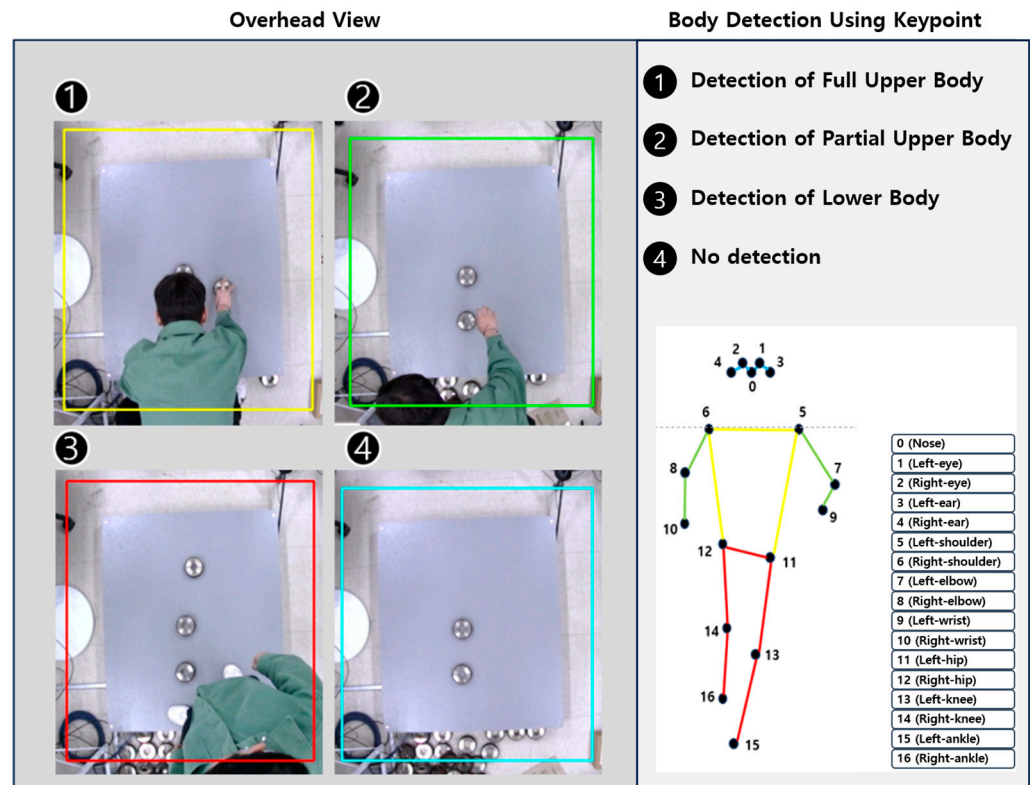 Overhead View
Body Detection Using Keypoint
1
2
3
4
1 Detection of Full Upper Body
2 Detection of Partial Upper Body
3 Detection of Lower Body
4 No detection
2 1
4 3
0
6 5
8 7
10 9
12 11
14 13
16 15
0 (Nose)
1 (Left-eye)
2 (Right-eye)
3 (Left-ear)
4 (Right-ear)
5 (Left-shoulder)
6 (Right-shoulder)
7 (Left-elbow)
8 (Right-elbow)
9 (Left-wrist)
10 (Right-wrist)
11 (Left-hip)
12 (Right-hip)
13 (Left-knee)
14 (Right-knee)
15 (Left-ankle)
16 (Right-ankle)